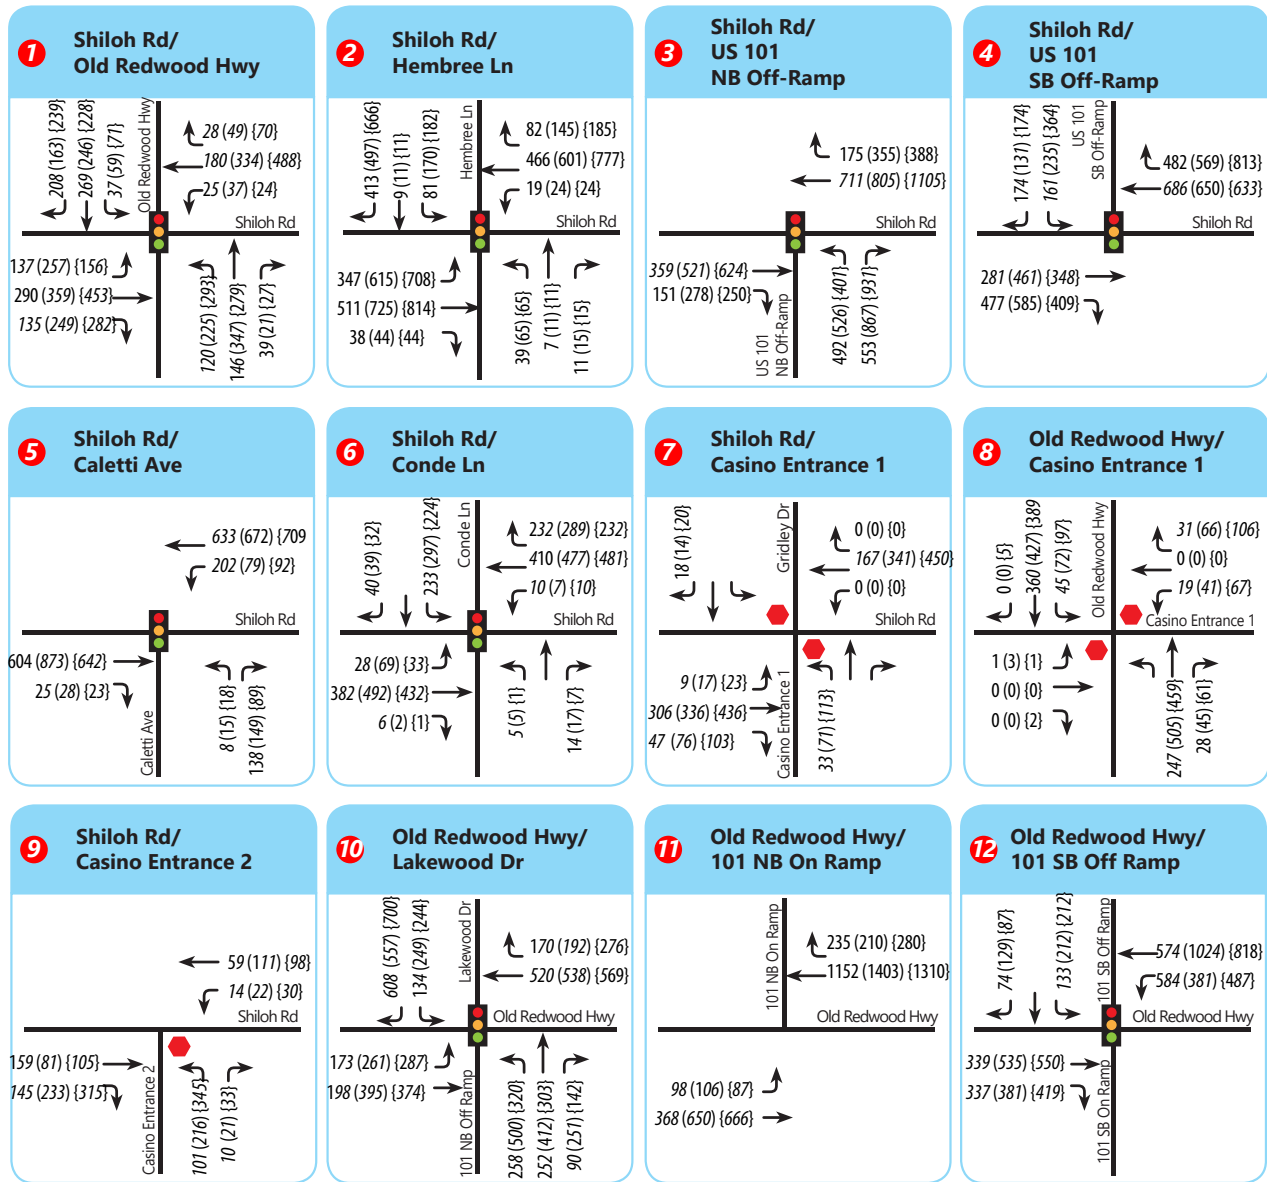 1
Shiloh Rd/
Old Redwood Hwy
208 (163) {239}
269 (246) {228}
37 (59) {71}
Old Redwood Hwy
28 (49) {70}
180 (334) {488}
25 (37) {24}
Shiloh Rd
137 (257) {156}
290 (359) {453}
135 (249) {282}
120 (225) {293}
146 (347) {279}
39 (21) {27}
2
Shiloh Rd/
Hembree Ln
413 (497) {666}
9 (11) {11}
81 (170) {182}
Hembree Ln
82 (145) {185}
466 (601) {777}
19 (24) {24}
Shiloh Rd
347 (615) {708}
511 (725) {814}
38 (44) {44}
39 (65) {65}
7 (11) {11}
11 (15) {15}
3
Shiloh Rd/
US 101
NB Off-Ramp
175 (355) {388}
711 (805) {1105}
Shiloh Rd
359 (521) {624}
151 (278) {250}
US 101
NB Off-Ramp
492 (526) {401}
553 (867) {931}
4
Shiloh Rd/
US 101
SB Off-Ramp
174 (131) {174}
161 (235) {364}
US 101
SB Off-Ramp
482 (569) {813}
686 (650) {633}
Shiloh Rd
281 (461) {348}
477 (585) {409}
5
Shiloh Rd/
Caletti Ave
633 (672) {709
202 (79) {92}
Shiloh Rd
604 (873) {642}
25 (28) {23}
Caletti Ave
8 (15) {18}
138 (149) {89}
6
Shiloh Rd/
Conde Ln
40 (39) {32}
233 (297) {224}
Conde Ln
232 (289) {232}
410 (477) {481}
10 (7) {10}
Shiloh Rd
28 (69) {33}
382 (492) {432}
6 (2) {1}
5 (5) {1}
14 (17) {7}
7
Shiloh Rd/
Casino Entrance 1
18 (14) {20}
Gridley Dr
0 (0) {0}
167 (341) {450}
0 (0) {0}
Shiloh Rd
9 (17) {23}
306 (336) {436}
47 (76) {103}
Casino Entrance 1
33 (71) {113}
8
Old Redwood Hwy/
Casino Entrance 1
0 (0) {5}
360 (427) {389
45 (72) {97}
Old Redwood Hwy
31 (66) {106}
0 (0) {0}
19 (41) {67}
Casino Entrance 1
1 (3) {1}
0 (0) {0}
0 (0) {2}
247 (505) {459}
28 (45) {61}
9
Shiloh Rd/
Casino Entrance 2
59 (111) {98}
14 (22) {30}
Shiloh Rd
159 (81) {105}
145 (233) {315}
Casino Entrance 2
101 (216) {345}
10 (21) {33}
10
Old Redwood Hwy/
Lakewood Dr
608 (557) {700}
134 (249) {244}
Lakewood Dr
170 (192) {276}
520 (538) {569}
Old Redwood Hwy
173 (261) {287}
198 (395) {374}
101 NB Off Ramp
258 (500) {320}
252 (412) {303}
90 (251) {142}
11
Old Redwood Hwy/
101 NB On Ramp
101 NB On Ramp
235 (210) {280}
1152 (1403) {1310}
Old Redwood Hwy
98 (106) {87}
368 (650) {666}
12
Old Redwood Hwy/
101 SB Off Ramp
74 (129) {87}
133 (212) {212}
101 SB Off Ramp
574 (1024) {818}
584 (381) {487}
Old Redwood Hwy
339 (535) {550}
337 (381) {419}
101 SB On Ramp